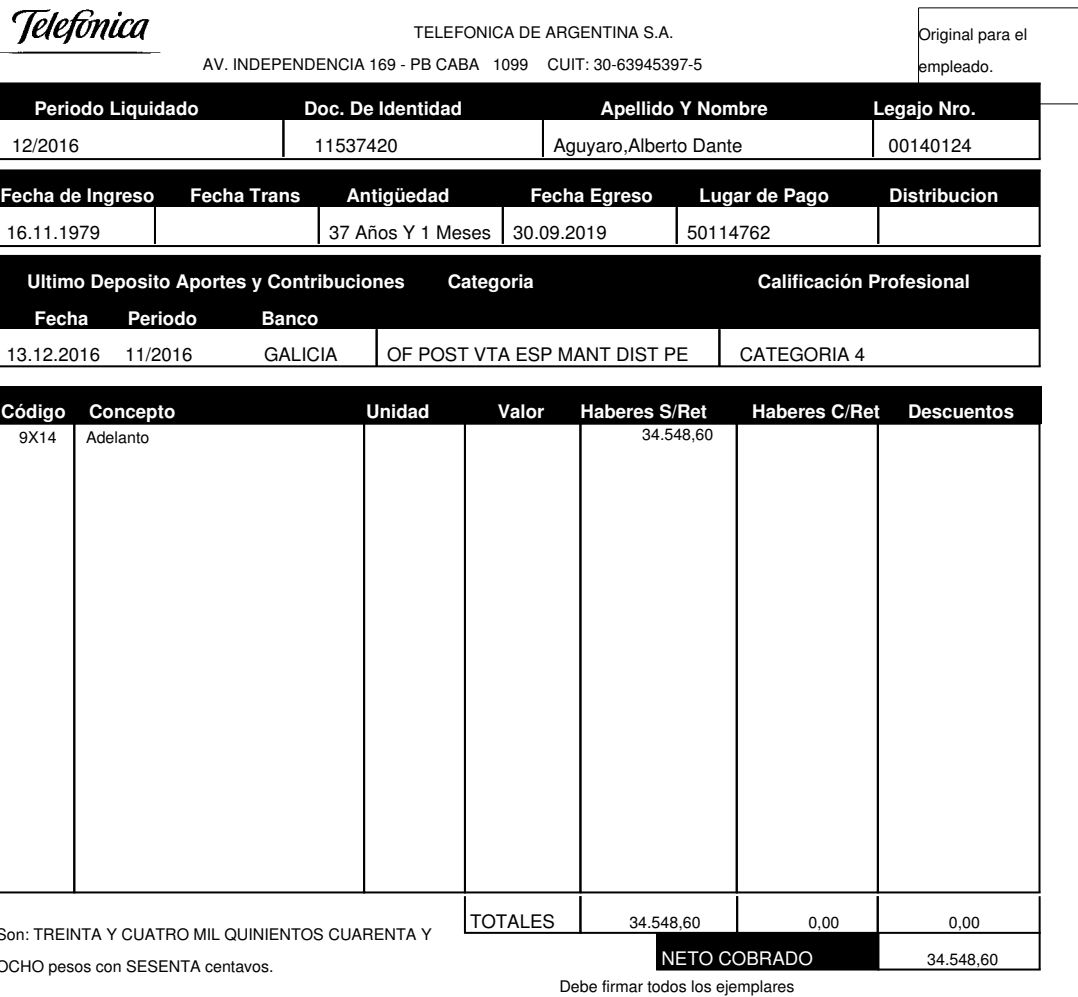 Telefónica
TELEFONICA DE ARGENTINA S.A.
Original para el
AV. INDEPENDENCIA 169 - PB CABA 1099 CUIT: 30-63945397-5
empleado.
Periodo Liquidado Doc. De Identidad Apellido Y Nombre Legajo Nro.
12/2016 11537420 Aguyaro,Alberto Dante 00140124
Fecha de Ingreso Fecha Trans Antigüedad Fecha Egreso Lugar de Pago Distribucion
16.11.1979 37 Años Y 1 Meses 30.09.2019 50114762
Ultimo Deposito Aportes y Contribuciones Categoria Calificación Profesional
Fecha Periodo Banco
13.12.2016 11/2016 GALICIA OF POST VTA ESP MANT DIST PE CATEGORIA 4
Código Concepto Unidad Valor Haberes S/Ret Haberes C/Ret Descuentos
9X14 Adelanto 34.548,60
TOTALES 34.548,60 0,00 0,00
Son: TREINTA Y CUATRO MIL QUINIENTOS CUARENTA Y
NETO COBRADO 34.548,60
OCHO pesos con SESENTA centavos.
Debe firmar todos los ejemplares